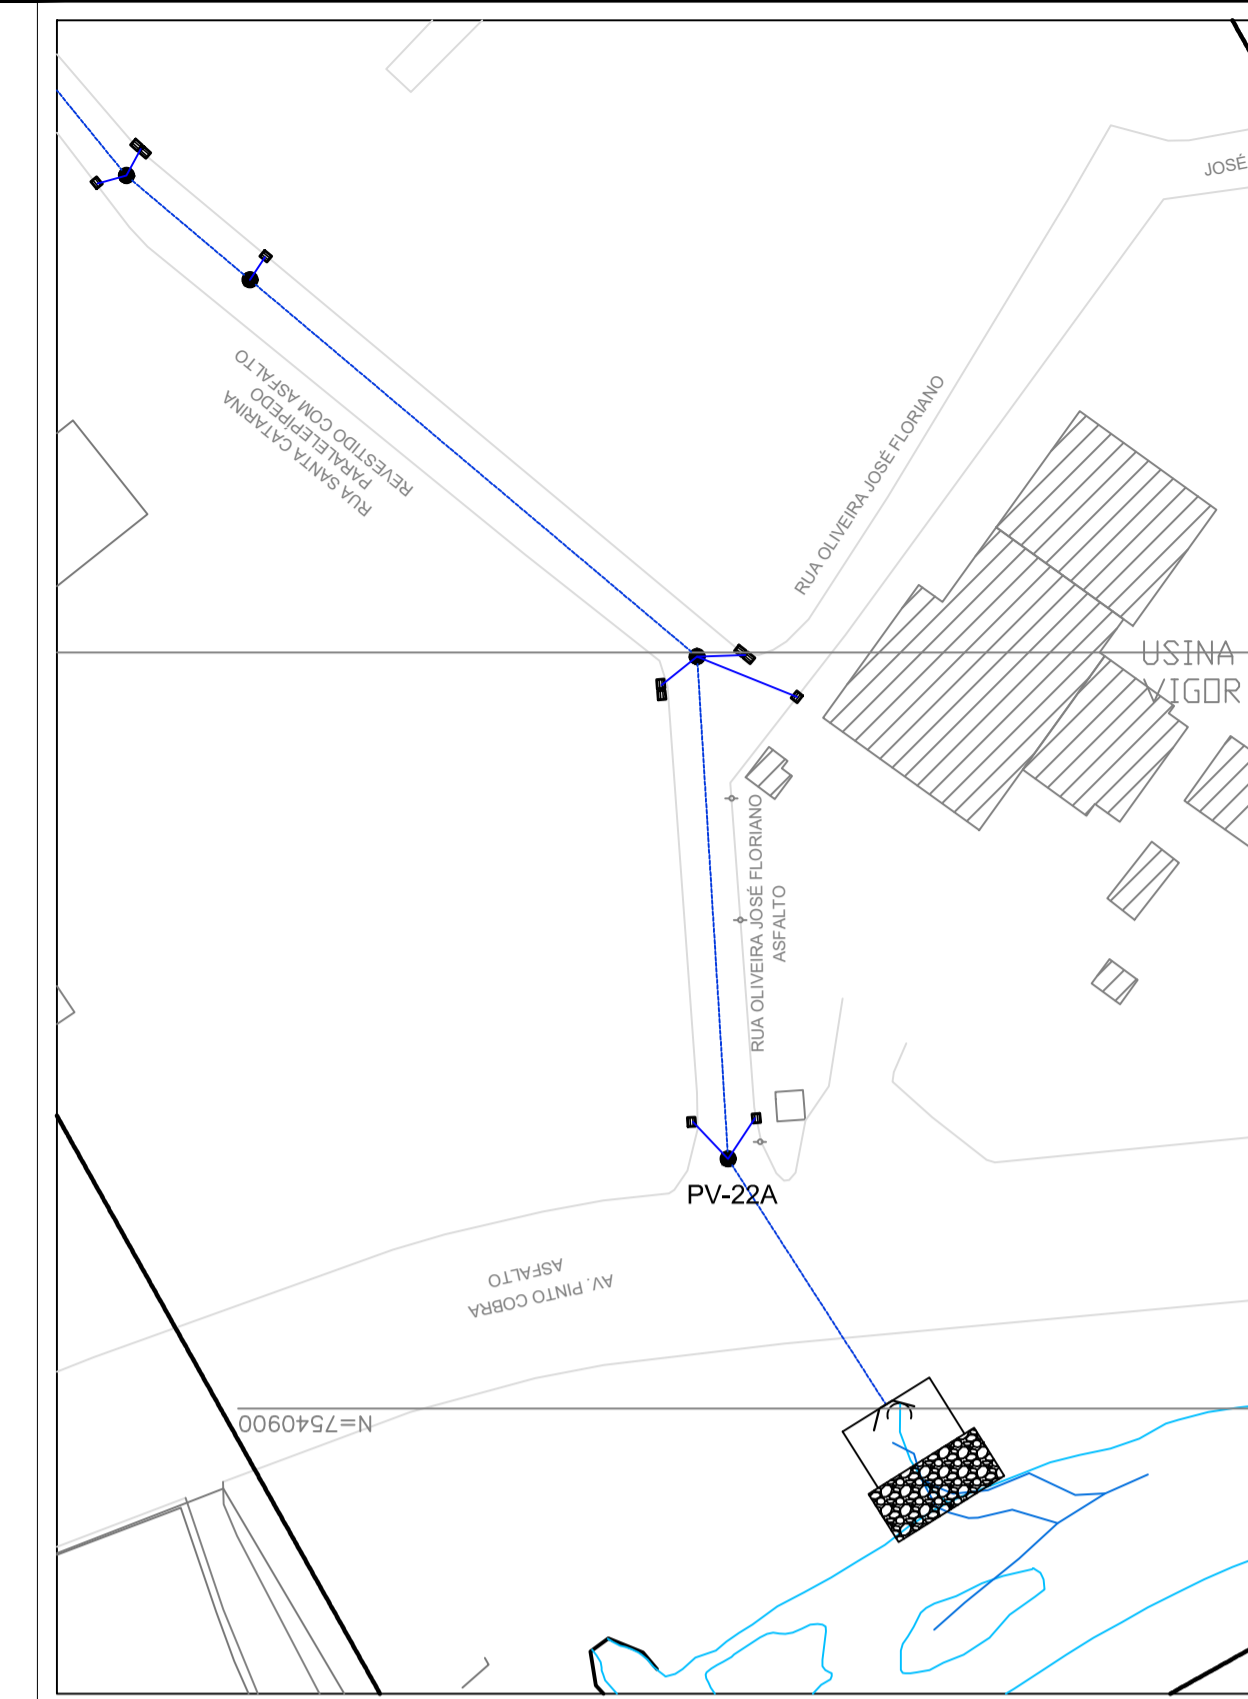 JOSÉ
RUA SANTA CATARINA
PARALELEPÍPEDO
REVESTIDO COM ASFALTO
RUA OLIVEIRA JOSÉ FLORIANO
USINA
VIGOR
RUA OLIVEIRA JOSÉ FLORIANO
ASFALTO
PV-22A
AV. PINTO COBRA
ASFALTO
N=7540900